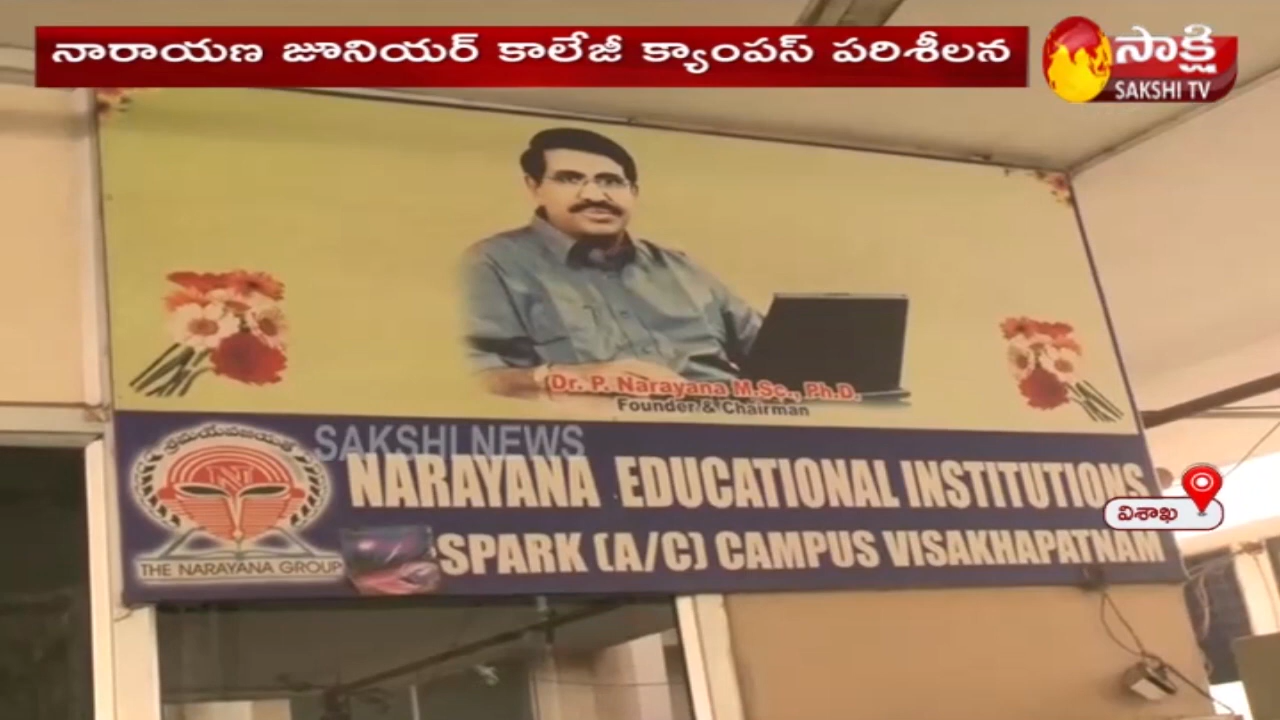 నారాయణ జూనియర్ కాలేజీ క్యాంపస్ పరిశీలన
సాక్షి
SAKSHI TV
Dr. P. Narayana M.Sc., Ph.D.
Founder & Chairman
SAKSHI NEWS
NARAYANA EDUCATIONAL INSTITUTIONS
విశాఖ
SPARK (A/C) CAMPUS VISAKHAPATNAM
N
THE NARAYANA GROUP